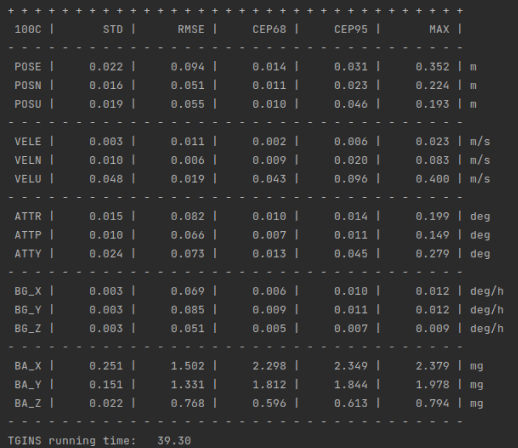 + + + + + + + + + + + + + + + + + + + + + + + + + + + + + + + + + +
100C | STD | RMSE | CEP68 | CEP95 | MAX |
- - - - - - - - - - - - - - - - - - - - - - - - - - - - - - - - - -
POSE | 0.022 | 0.094 | 0.014 | 0.031 | 0.352 | m
POSN | 0.016 | 0.051 | 0.011 | 0.023 | 0.224 | m
POSU | 0.019 | 0.055 | 0.010 | 0.046 | 0.193 | m
- - - - - - - - - - - - - - - - - - - - - - - - - - - - - - - - - -
VELE | 0.003 | 0.011 | 0.002 | 0.006 | 0.023 | m/s
VELN | 0.010 | 0.006 | 0.009 | 0.020 | 0.083 | m/s
VELU | 0.048 | 0.019 | 0.043 | 0.096 | 0.400 | m/s
- - - - - - - - - - - - - - - - - - - - - - - - - - - - - - - - - -
ATTR | 0.015 | 0.082 | 0.010 | 0.014 | 0.199 | deg
ATTP | 0.010 | 0.066 | 0.007 | 0.011 | 0.149 | deg
ATTY | 0.024 | 0.073 | 0.013 | 0.045 | 0.279 | deg
- - - - - - - - - - - - - - - - - - - - - - - - - - - - - - - - - -
BG_X | 0.003 | 0.069 | 0.006 | 0.010 | 0.012 | deg/h
BG_Y | 0.003 | 0.085 | 0.009 | 0.011 | 0.012 | deg/h
BG_Z | 0.003 | 0.051 | 0.005 | 0.007 | 0.009 | deg/h
- - - - - - - - - - - - - - - - - - - - - - - - - - - - - - - - - -
BA_X | 0.251 | 1.502 | 2.298 | 2.349 | 2.379 | mg
BA_Y | 0.151 | 1.331 | 1.812 | 1.844 | 1.978 | mg
BA_Z | 0.022 | 0.768 | 0.596 | 0.613 | 0.794 | mg
- - - - - - - - - - - - - - - - - - - - - - - - - - - - - - - - - -
TGINS running time: 39.30